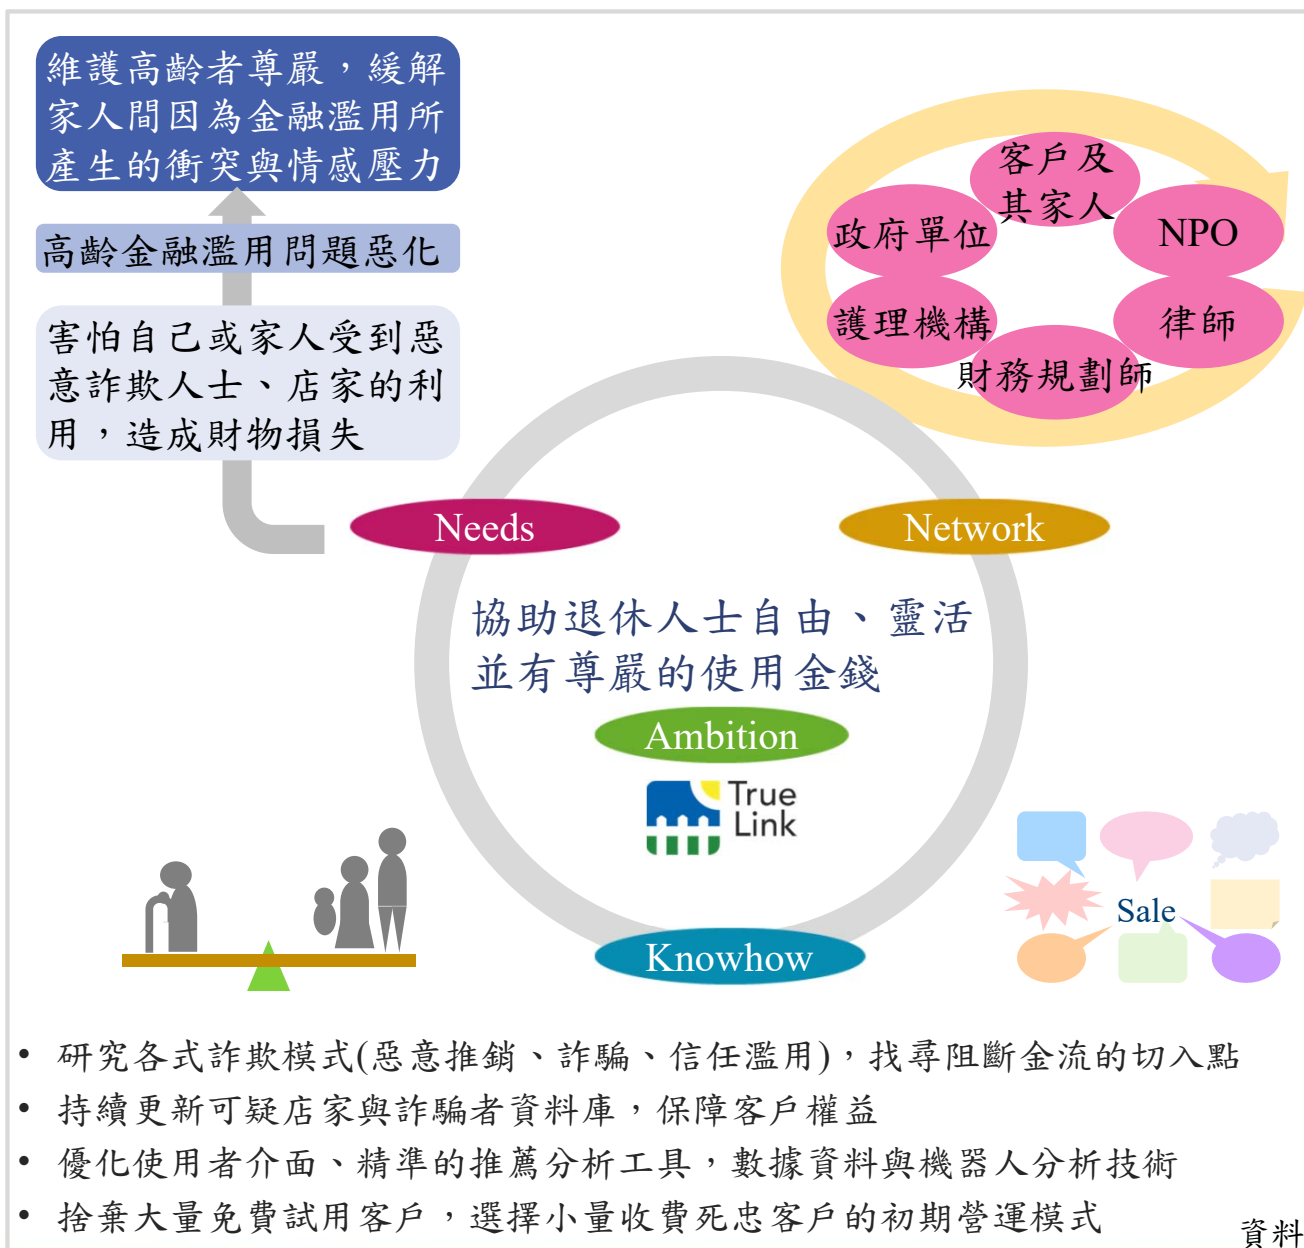 維護高齡者尊嚴，緩解
家人間因為金融濫用所
產生的衝突與情感壓力
高齡金融濫用問題惡化
害怕自己或家人受到惡
意詐欺人士、店家的利
用，造成財物損失
客戶及
其家人
政府單位
NPO
護理機構
律師
財務規劃師
Needs
Network
協助退休人士自由、靈活
並有尊嚴的使用金錢
Ambition
True
Link
Sale
Knowhow
• 研究各式詐欺模式(惡意推銷、詐騙、信任濫用)，找尋阻斷金流的切入點
• 持續更新可疑店家與詐騙者資料庫，保障客戶權益
• 優化使用者介面、精準的推薦分析工具，數據資料與機器人分析技術
• 捨棄大量免費試用客戶，選擇小量收費死忠客戶的初期營運模式
資料